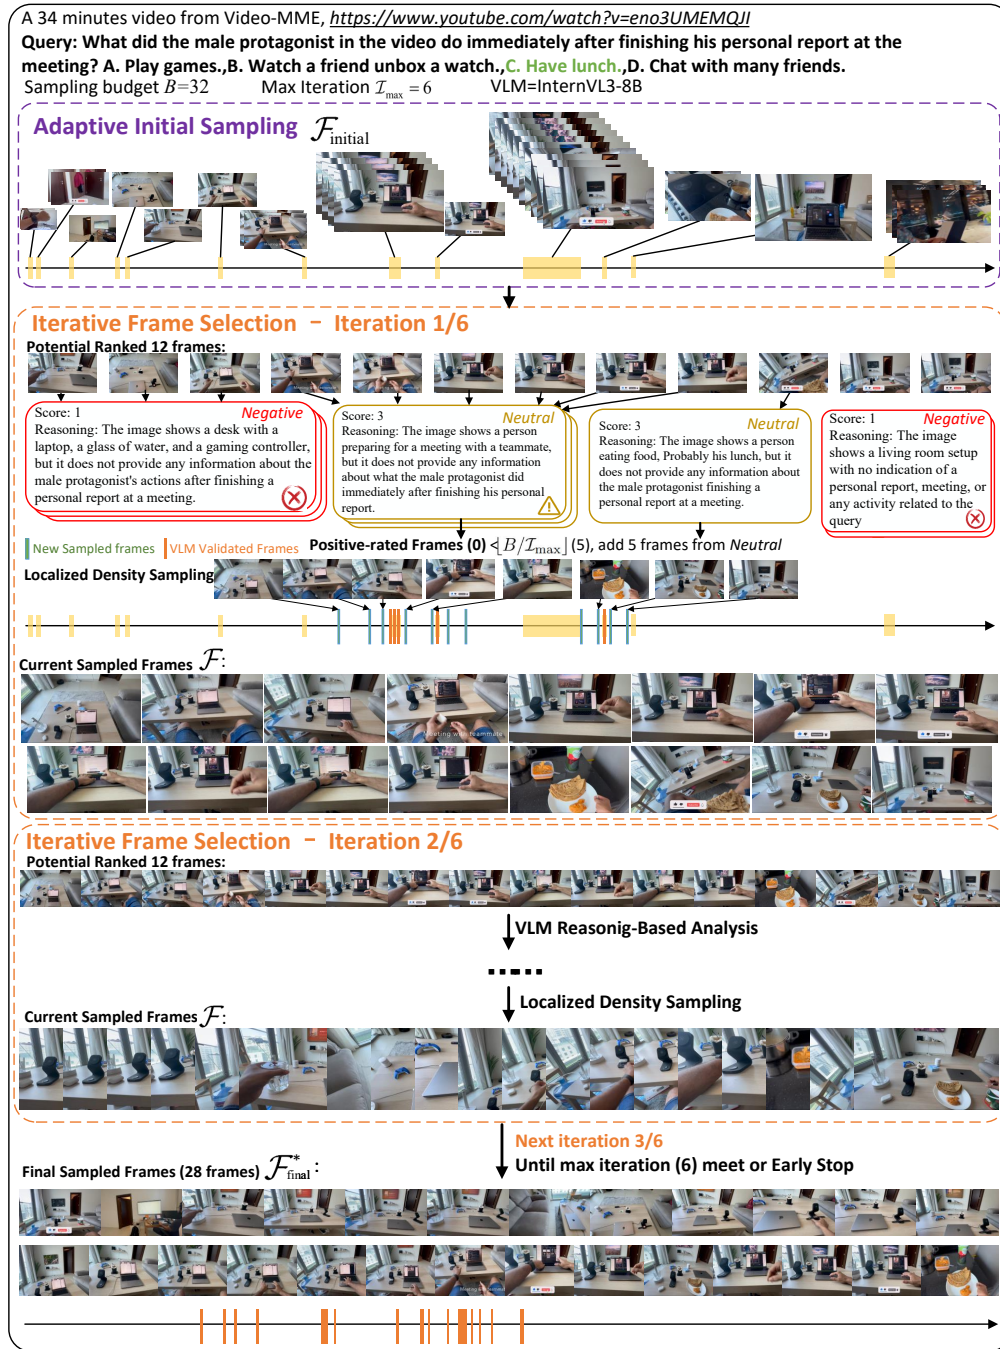 A 34 minutes video from Video-MME, https://www.youtube.com/watch?v=eno3UMEMQJI
Query: What did the male protagonist in the video do immediately after finishing his personal report at the
meeting? A. Play games.,B. Watch a friend unbox a watch.,C. Have lunch.,D. Chat with many friends.
Sampling budget B=32 Max Iteration I_max = 6 VLM=InternVL3-8B
Adaptive Initial Sampling F_initial
Iterative Frame Selection – Iteration 1/6
Potential Ranked 12 frames:
Score: 1
Negative
Reasoning: The image shows a desk with a
laptop, a glass of water, and a gaming controller,
but it does not provide any information about the
male protagonist's actions after finishing a
personal report at a meeting.
Score: 3
Neutral
Reasoning: The image shows a person
preparing for a meeting with a teammate,
but it does not provide any information
about what the male protagonist did
immediately after finishing his personal
report.
Neutral
Score: 3
Reasoning: The image shows a person
eating food, Probably his lunch, but it
does not provide any information about
the male protagonist finishing a
personal report at a meeting.
Score: 1
Negative
Reasoning: The image
shows a living room setup
with no indication of a
personal report, meeting, or
any activity related to the
query
New Sampled frames VLM Validated Frames Positive-rated Frames (0) <⌊B/I_max⌋ (5), add 5 frames from Neutral
Localized Density Sampling
Current Sampled Frames F:
Meeting with teammate
Iterative Frame Selection – Iteration 2/6
Potential Ranked 12 frames:
VLM Reasonig-Based Analysis
......
Localized Density Sampling
Current Sampled Frames F:
Next iteration 3/6
Until max iteration (6) meet or Early Stop
Final Sampled Frames (28 frames) F*_final: